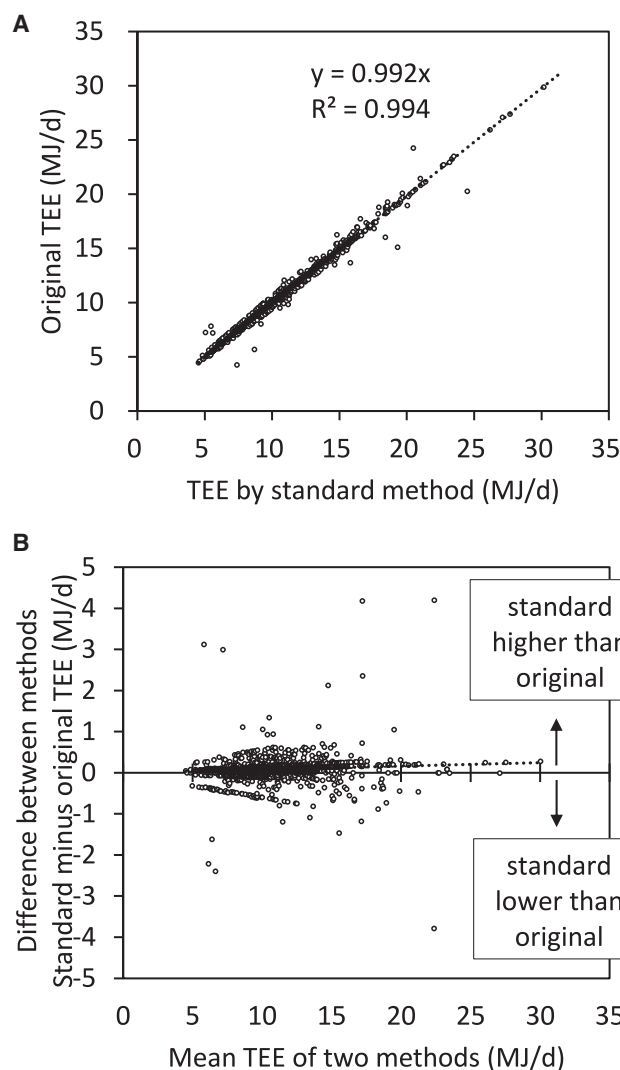 A
Original TEE (MJ/d)
35
30
25
20
15
10
5
0
y = 0.992x
R² = 0.994
0 5 10 15 20 25 30 35
TEE by standard method (MJ/d)
B
Difference between methods
Standard minus original TEE (MJ/d)
5
4
3
2
1
0
-1
-2
-3
-4
-5
standard
higher than
original
standard
lower than
original
0 5 10 15 20 25 30 35
Mean TEE of two methods (MJ/d)